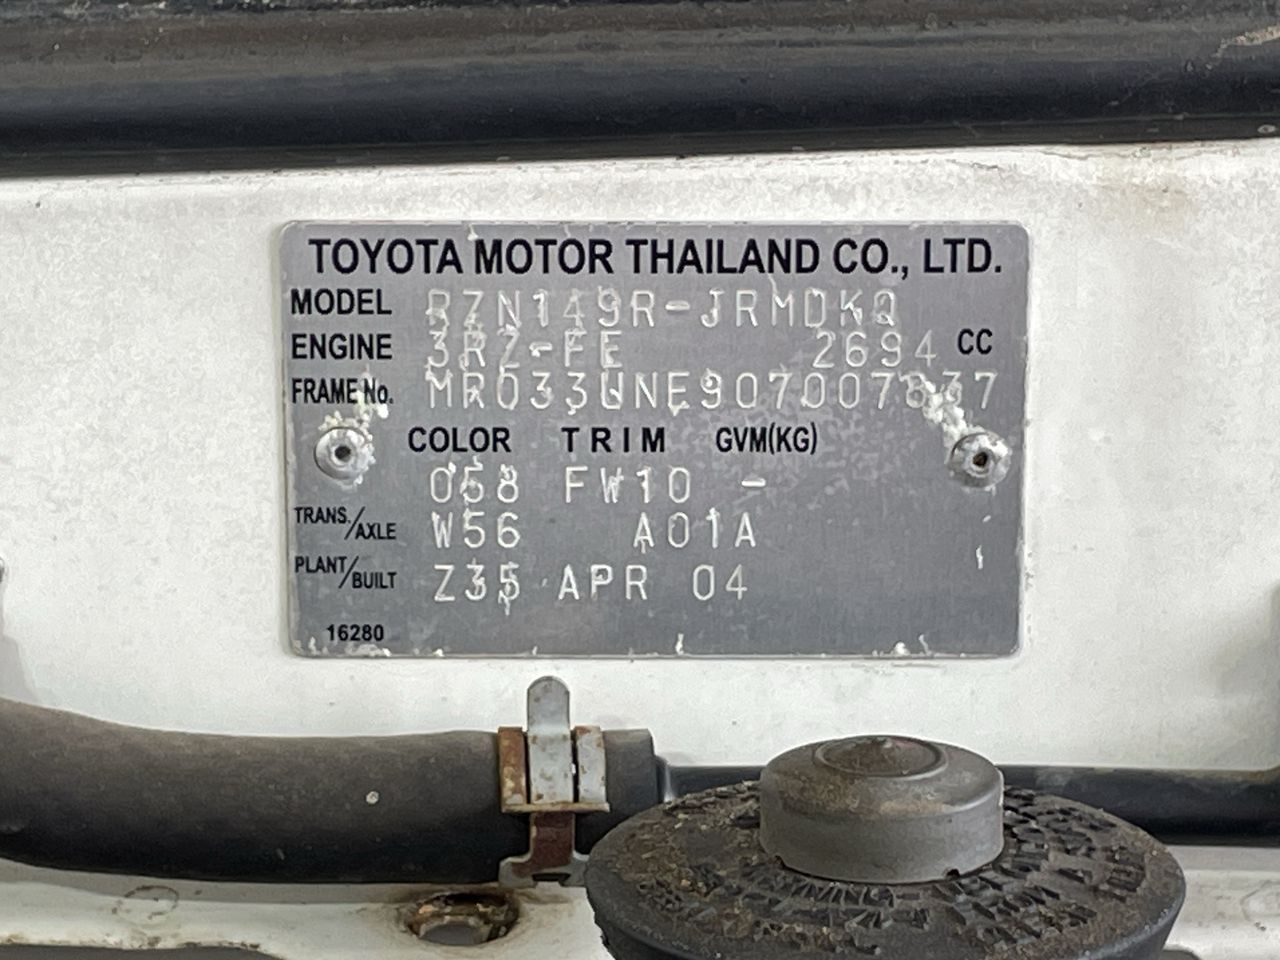 TOYOTA MOTOR THAILAND CO., LTD.
MODEL RZN149R-JRMDKQ
ENGINE 3RZ-FE 2694 CC
FRAME No. MR033UNE907007837
COLOR TRIM GVM(KG)
058 FW10 -
TRANS./AXLE W56 A01A
PLANT/BUILT Z35 APR 04
16280